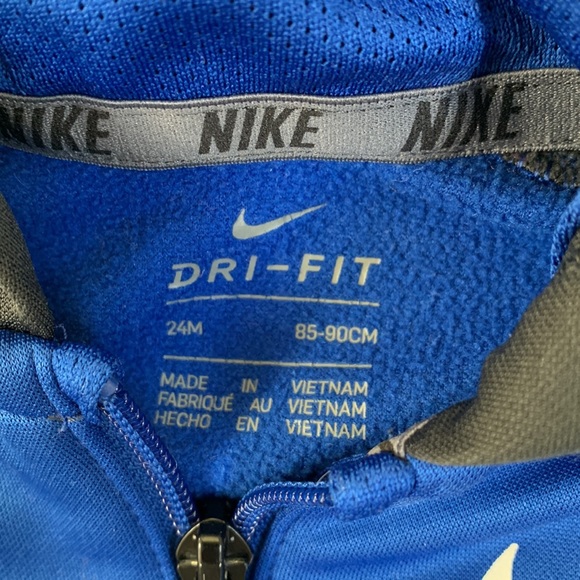 NIKE NIKE NIKE
DRI-FIT
24M 85-90CM
MADE IN VIETNAM
FABRIQUÉ AU VIETNAM
HECHO EN VIETNAM